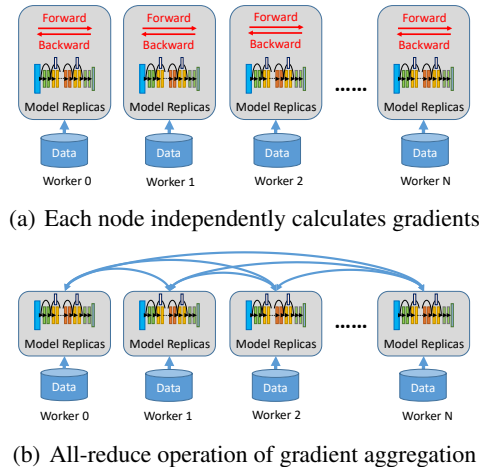 Forward Forward Forward Forward
Backward Backward Backward Backward
......
Model Replicas Model Replicas Model Replicas Model Replicas
Data Data Data Data
Worker 0 Worker 1 Worker 2 Worker N
(a) Each node independently calculates gradients
......
Model Replicas Model Replicas Model Replicas Model Replicas
Data Data Data Data
Worker 0 Worker 1 Worker 2 Worker N
(b) All-reduce operation of gradient aggregation